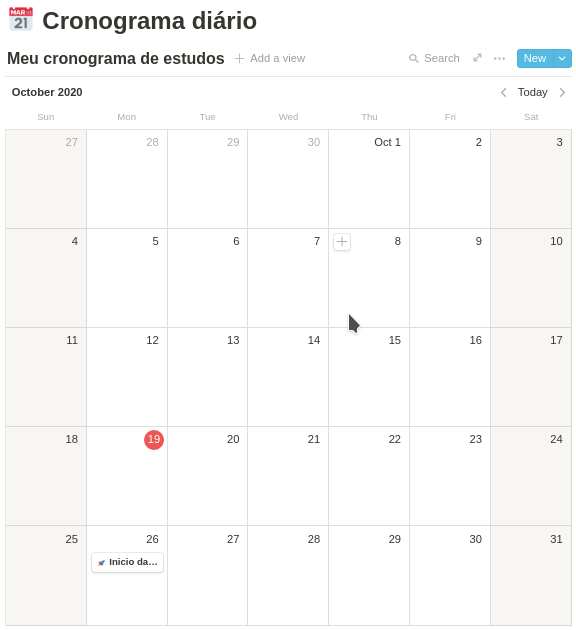 MAR
21
Cronograma diário
Meu cronograma de estudos Add a view Search New
October 2020 Today
Sun Mon Tue Wed Thu Fri Sat
27 28 29 30 Oct 1 2 3
4 5 6 7 8 9 10
11 12 13 14 15 16 17
18 19 20 21 22 23 24
25 26 27 28 29 30 31
Inicio da...